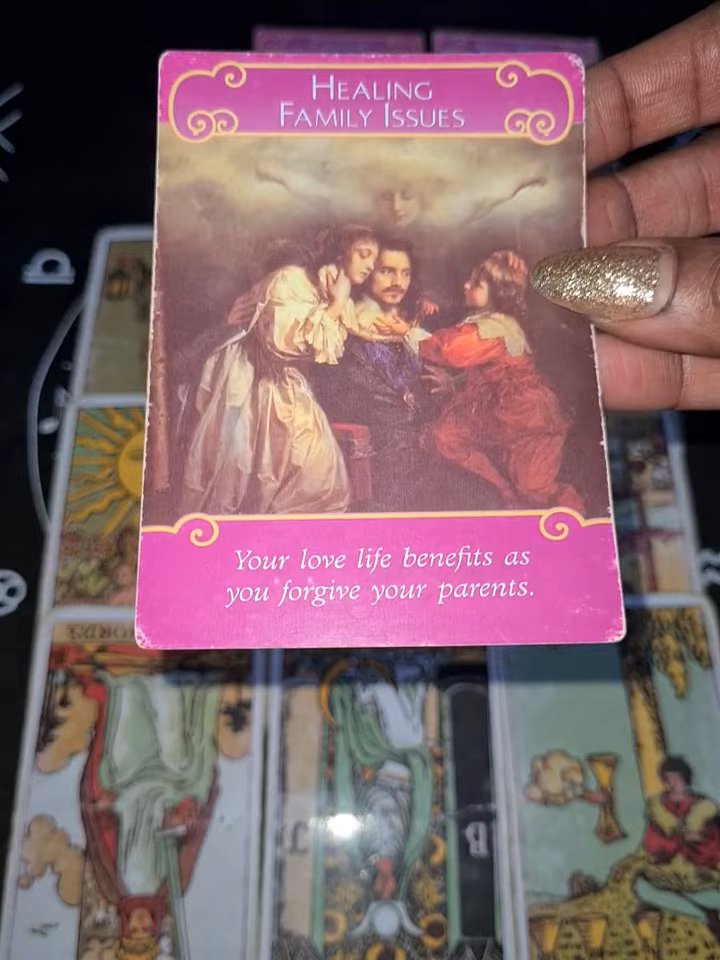 HEALING
FAMILY ISSUES
Your love life benefits as
you forgive your parents.
B